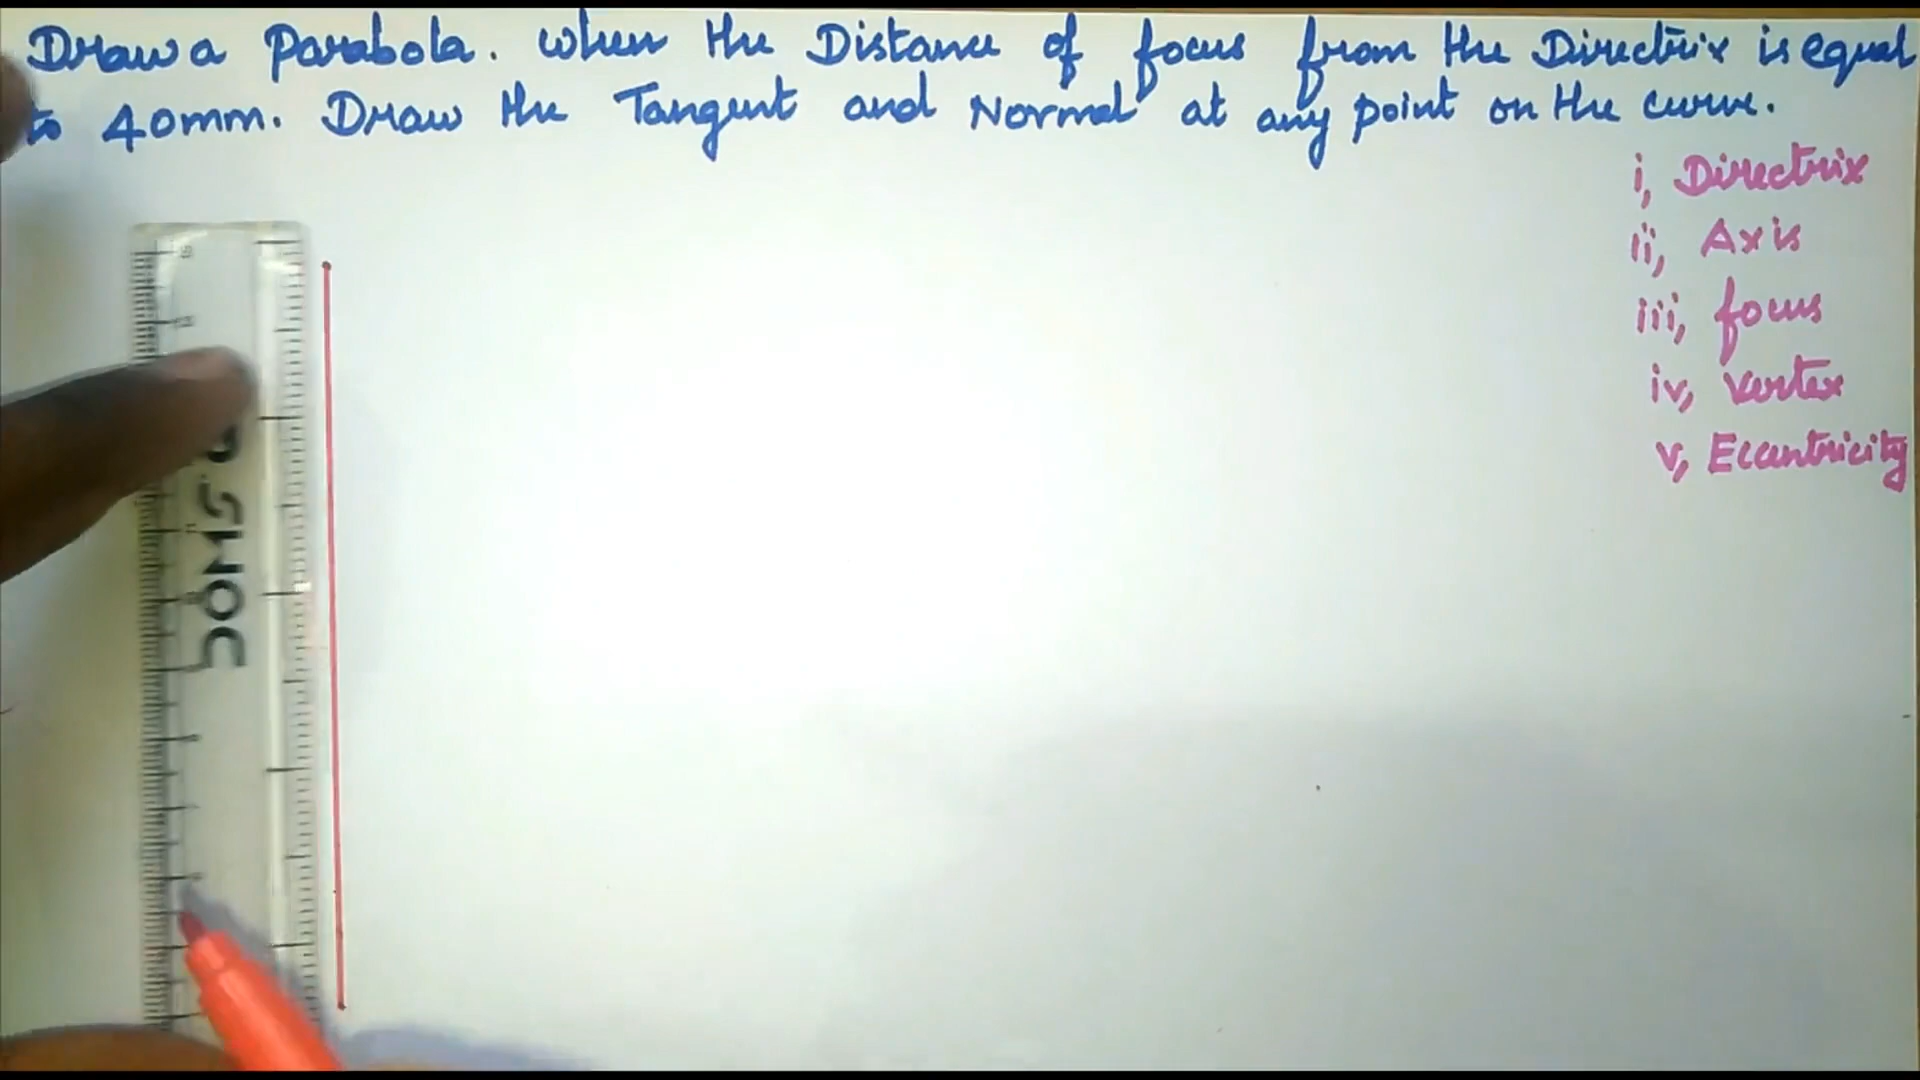 Draw a Parabola. When the Distance of focus from the Directrix is equal
to 40mm. Draw the Tangent and Normal at any point on the curve.
i, Directrix
ii, Axis
iii, focus
iv, Vertex
v, Eccentricity